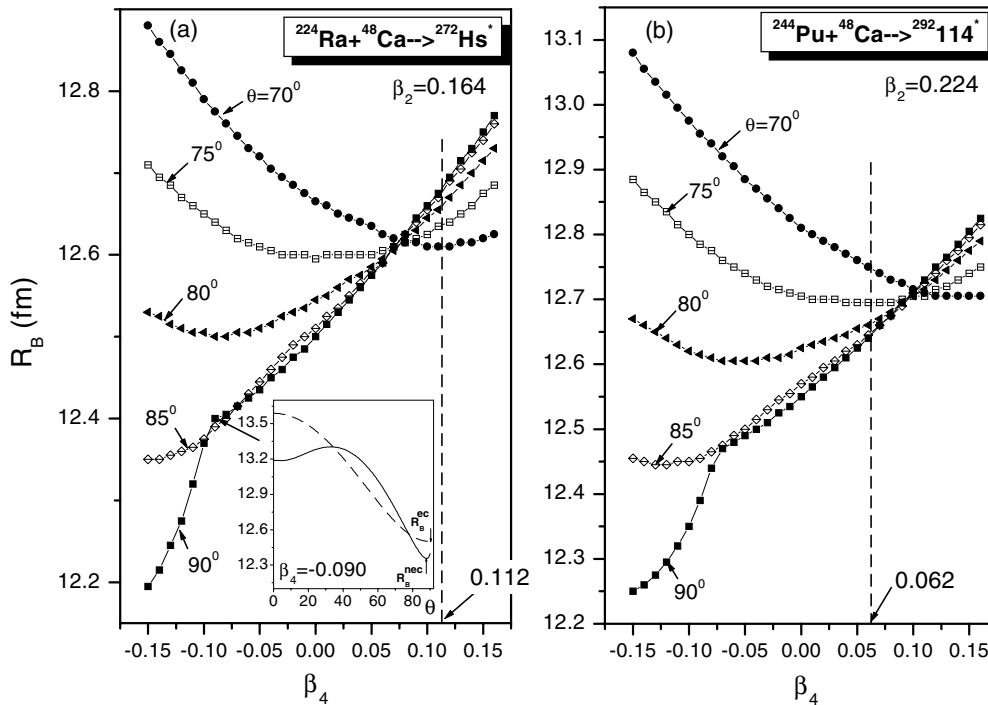 (a)
²²⁴Ra+⁴⁸Ca-->²⁷²Hs*
β₂=0.164
θ=70⁰
75⁰
80⁰
85⁰
90⁰
12.8
12.6
12.4
12.2
R_B (fm)
13.6
13.2
12.9
12.5
12.3
R_B^ec
R_B^nec
β₄=-0.090
0 20 40 60 80 θ
0.112
-0.15 -0.10 -0.05 0.00 0.05 0.10 0.15
β₄
(b)
²⁴⁴Pu+⁴⁸Ca-->²⁹²114*
β₂=0.224
θ=70⁰
75⁰
80⁰
85⁰
90⁰
13.1
13.0
12.9
12.8
12.7
12.6
12.5
12.4
12.3
12.2
0.062
-0.15 -0.10 -0.05 0.00 0.05 0.10 0.15
β₄